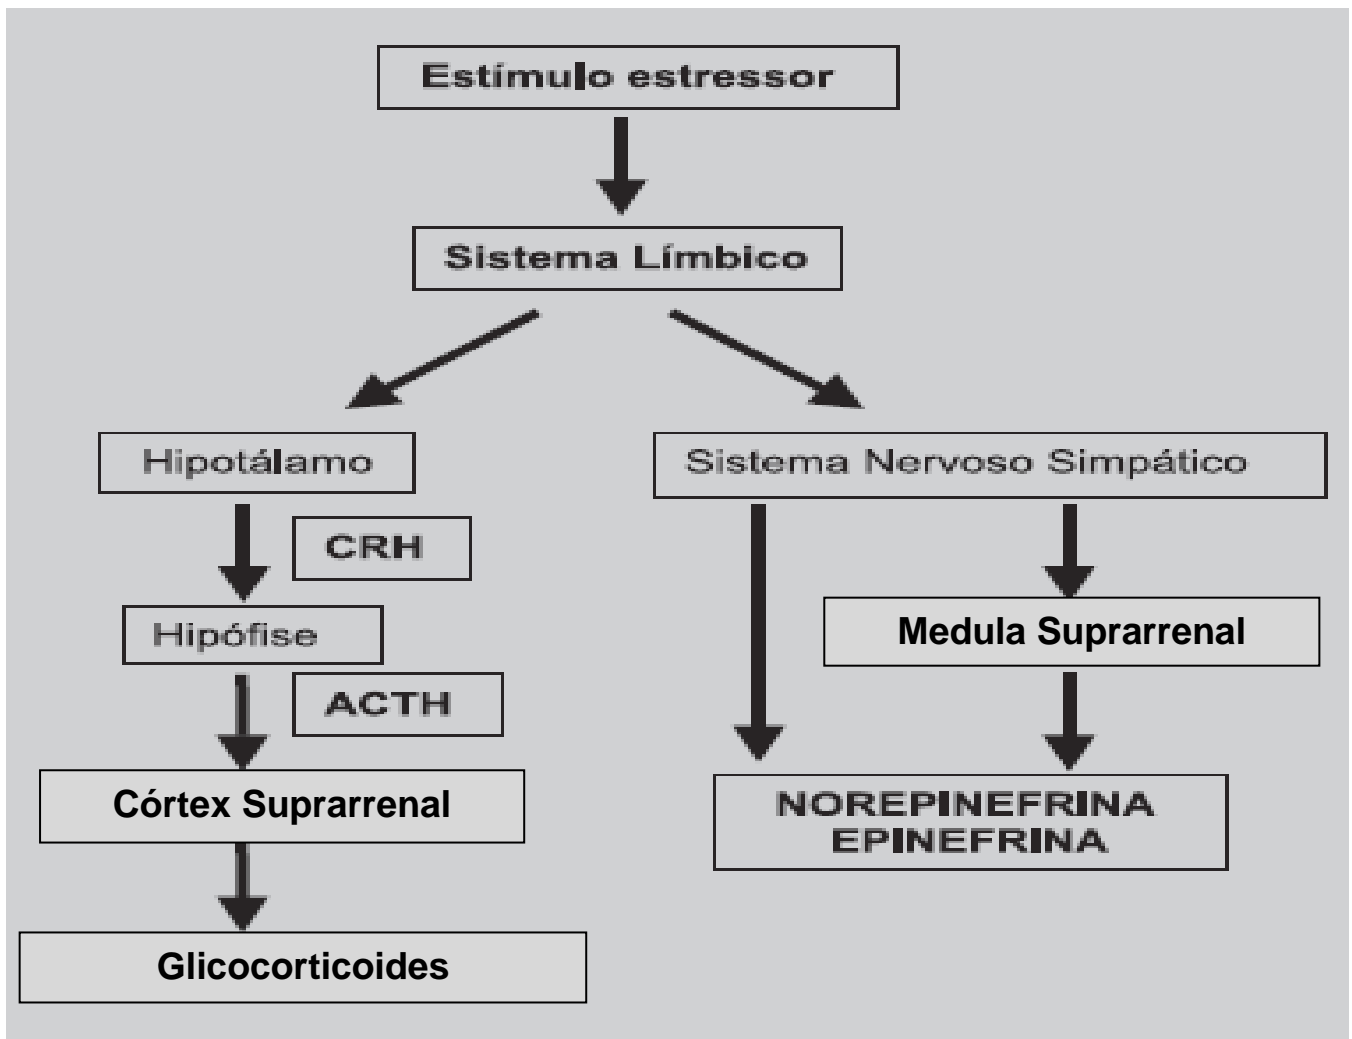 Estímulo estressor
Sistema Límbico
Hipotálamo
Sistema Nervoso Simpático
CRH
Hipófise
Medula Suprarrenal
ACTH
Córtex Suprarrenal
NOREPINEFRINA
EPINEFRINA
Glicocorticoides